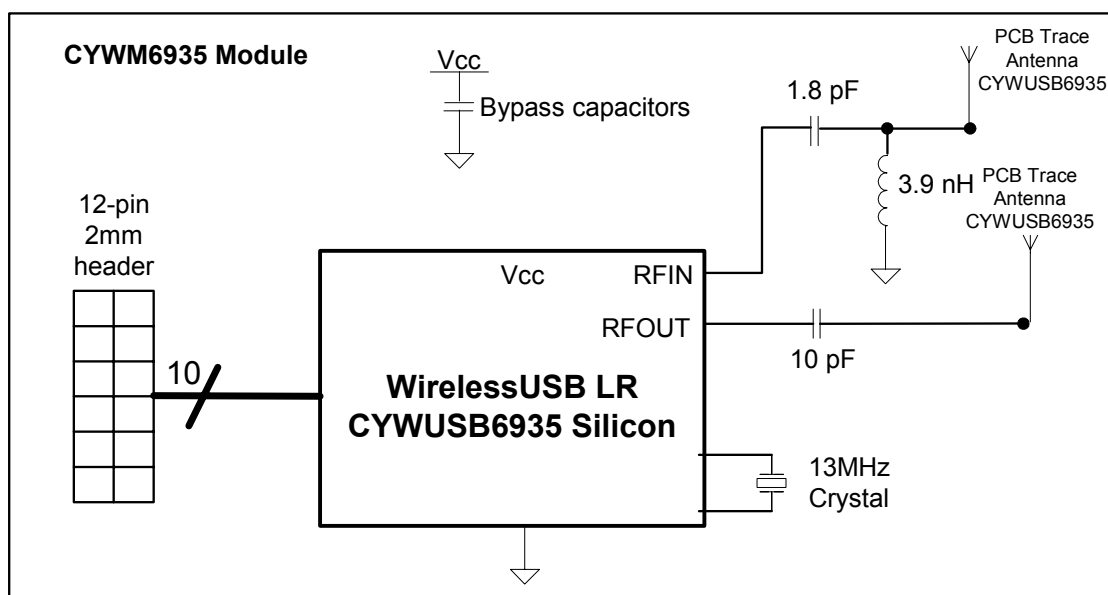 CYWM6935 Module
Vcc
Bypass capacitors
1.8 pF
PCB Trace
Antenna
CYWUSB6935
3.9 nH
PCB Trace
Antenna
CYWUSB6935
12-pin
2mm
header
10
Vcc
RFIN
RFOUT
10 pF
WirelessUSB LR
CYWUSB6935 Silicon
13MHz
Crystal